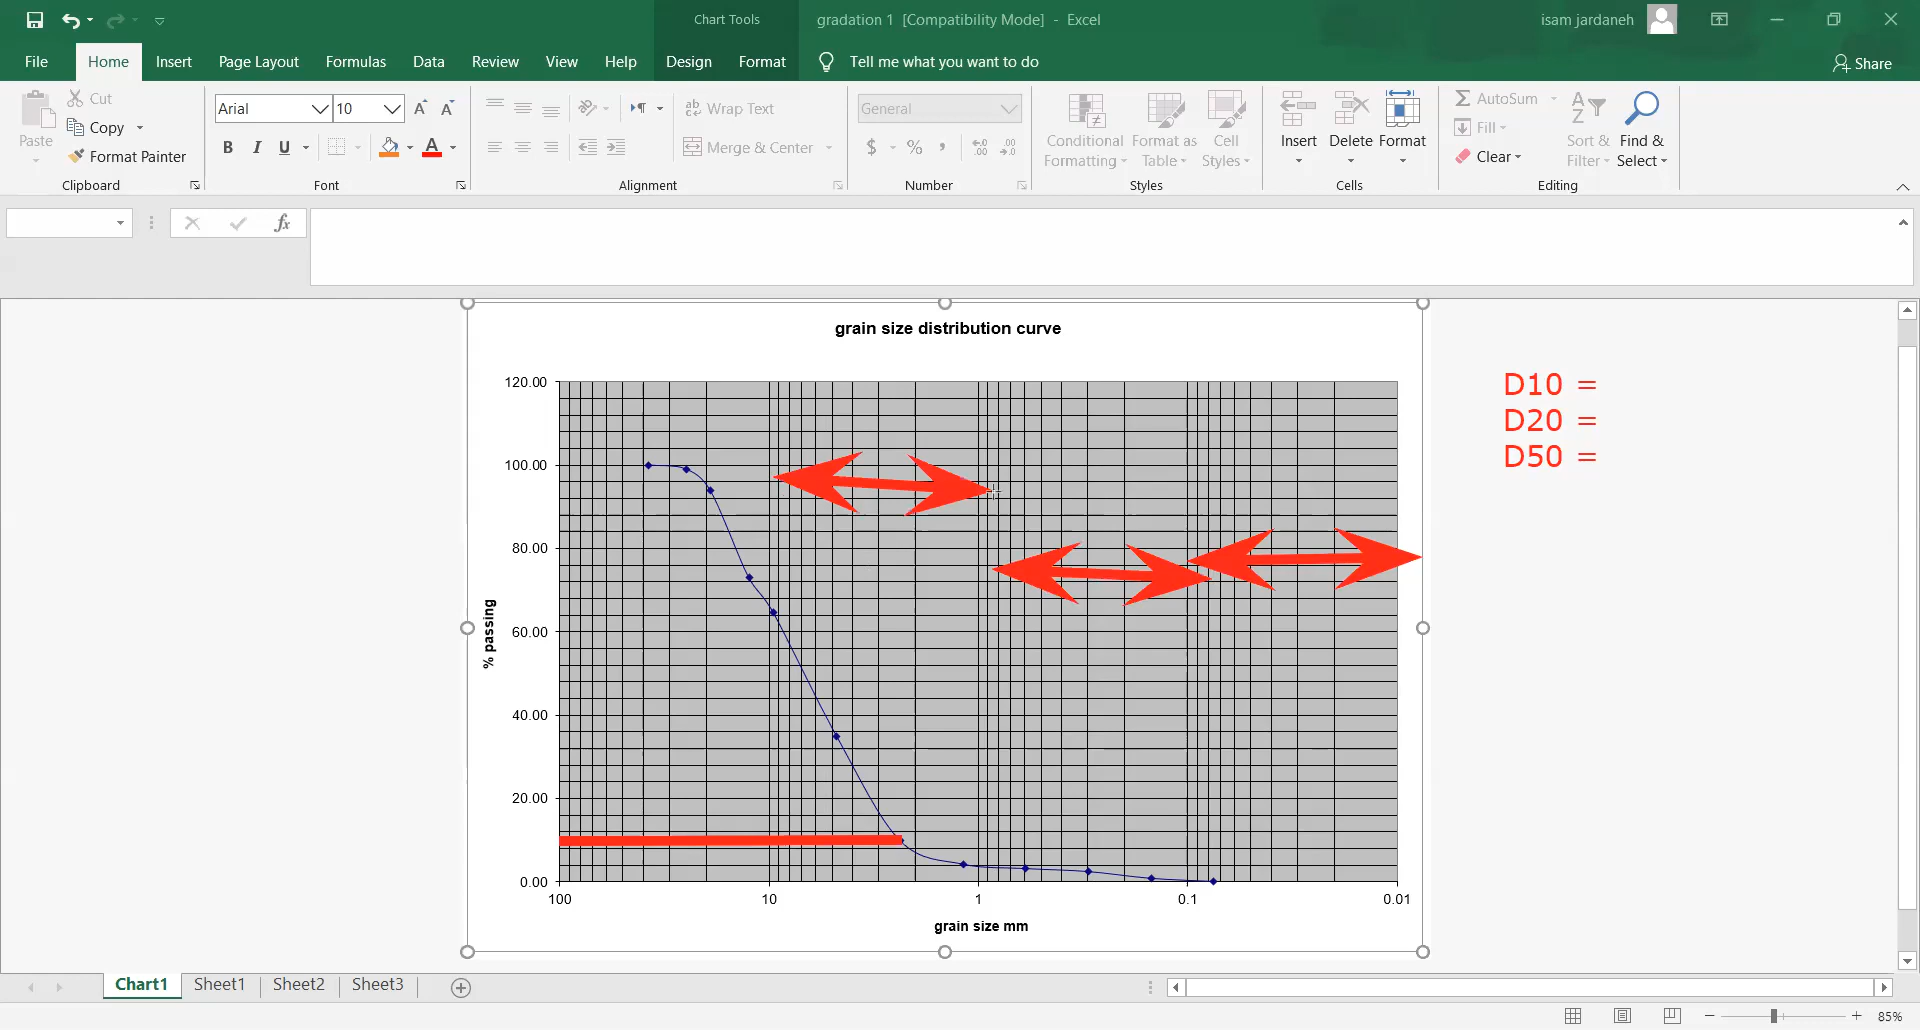 Chart Tools
gradation 1 [Compatibility Mode] - Excel
isam jardaneh
File Home Insert Page Layout Formulas Data Review View Help Design Format Tell me what you want to do Share
Paste Cut Copy Format Painter Clipboard
Arial 10 B I U A Font
ab Wrap Text Merge & Center Alignment
General $ % , Number
Conditional Formatting Format as Table Cell Styles Styles
Insert Delete Format Cells
AutoSum Fill Clear Sort & Filter Find & Select Editing
fx
grain size distribution curve
D10 =
D20 =
D50 =
120.00
100.00
80.00
60.00
40.00
20.00
0.00
% passing
100 10 1 0.1 0.01
grain size mm
Chart1 Sheet1 Sheet2 Sheet3
85%